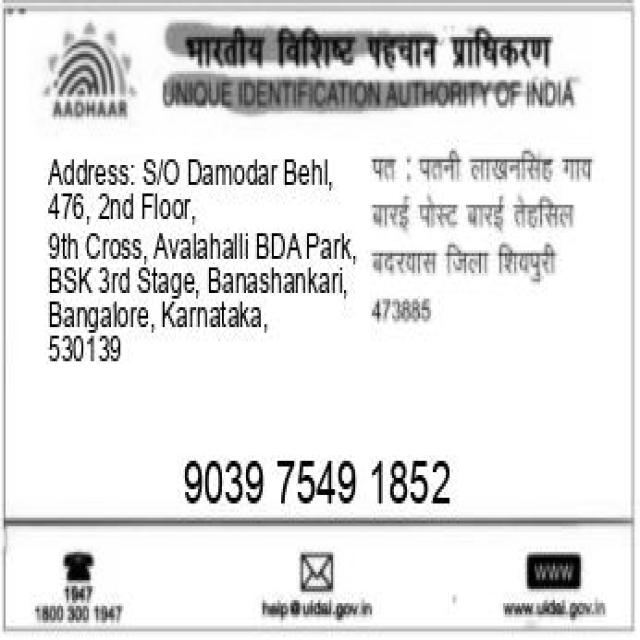 भारतीय विशिष्ट पहचान प्राधिकरण
AADHAAR
UNIQUE IDENTIFICATION AUTHORITY OF INDIA
Address: S/O Damodar Behl,
476, 2nd Floor,
9th Cross, Avalahalli BDA Park,
BSK 3rd Stage, Banashankari,
Bangalore, Karnataka,
530139
पत : पतनी लाखनसिंह गाय
बारई पोस्ट बारई तेहसिल
बदरवास जिला शिवपुरी
473885
9039 7549 1852
1947
1800 300 1947
help@uidai.gov.in
WWW
www.uidai.gov.in